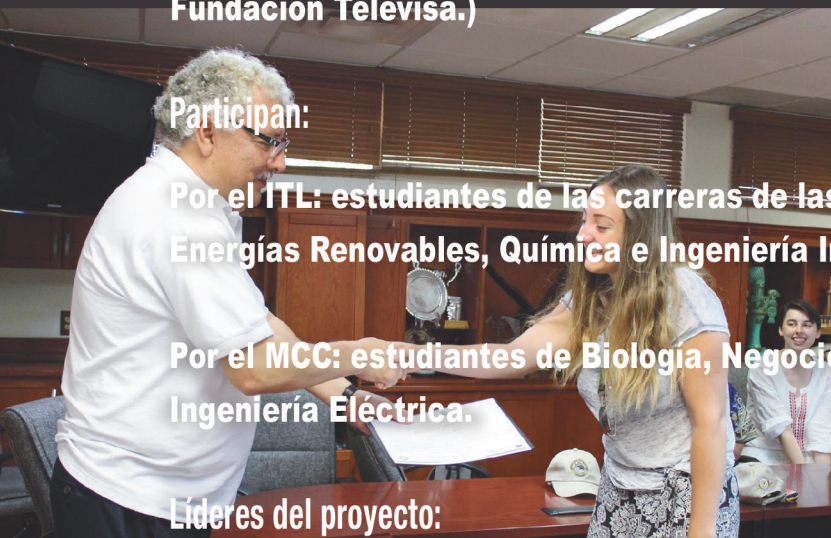 Fundación Televisa.)
Participan:
Por el ITL: estudiantes de las carreras de las
Energías Renovables, Química e Ingeniería
Por el MCC: estudiantes de Biología,
Ingeniería Eléctrica.
Líderes del proyecto: